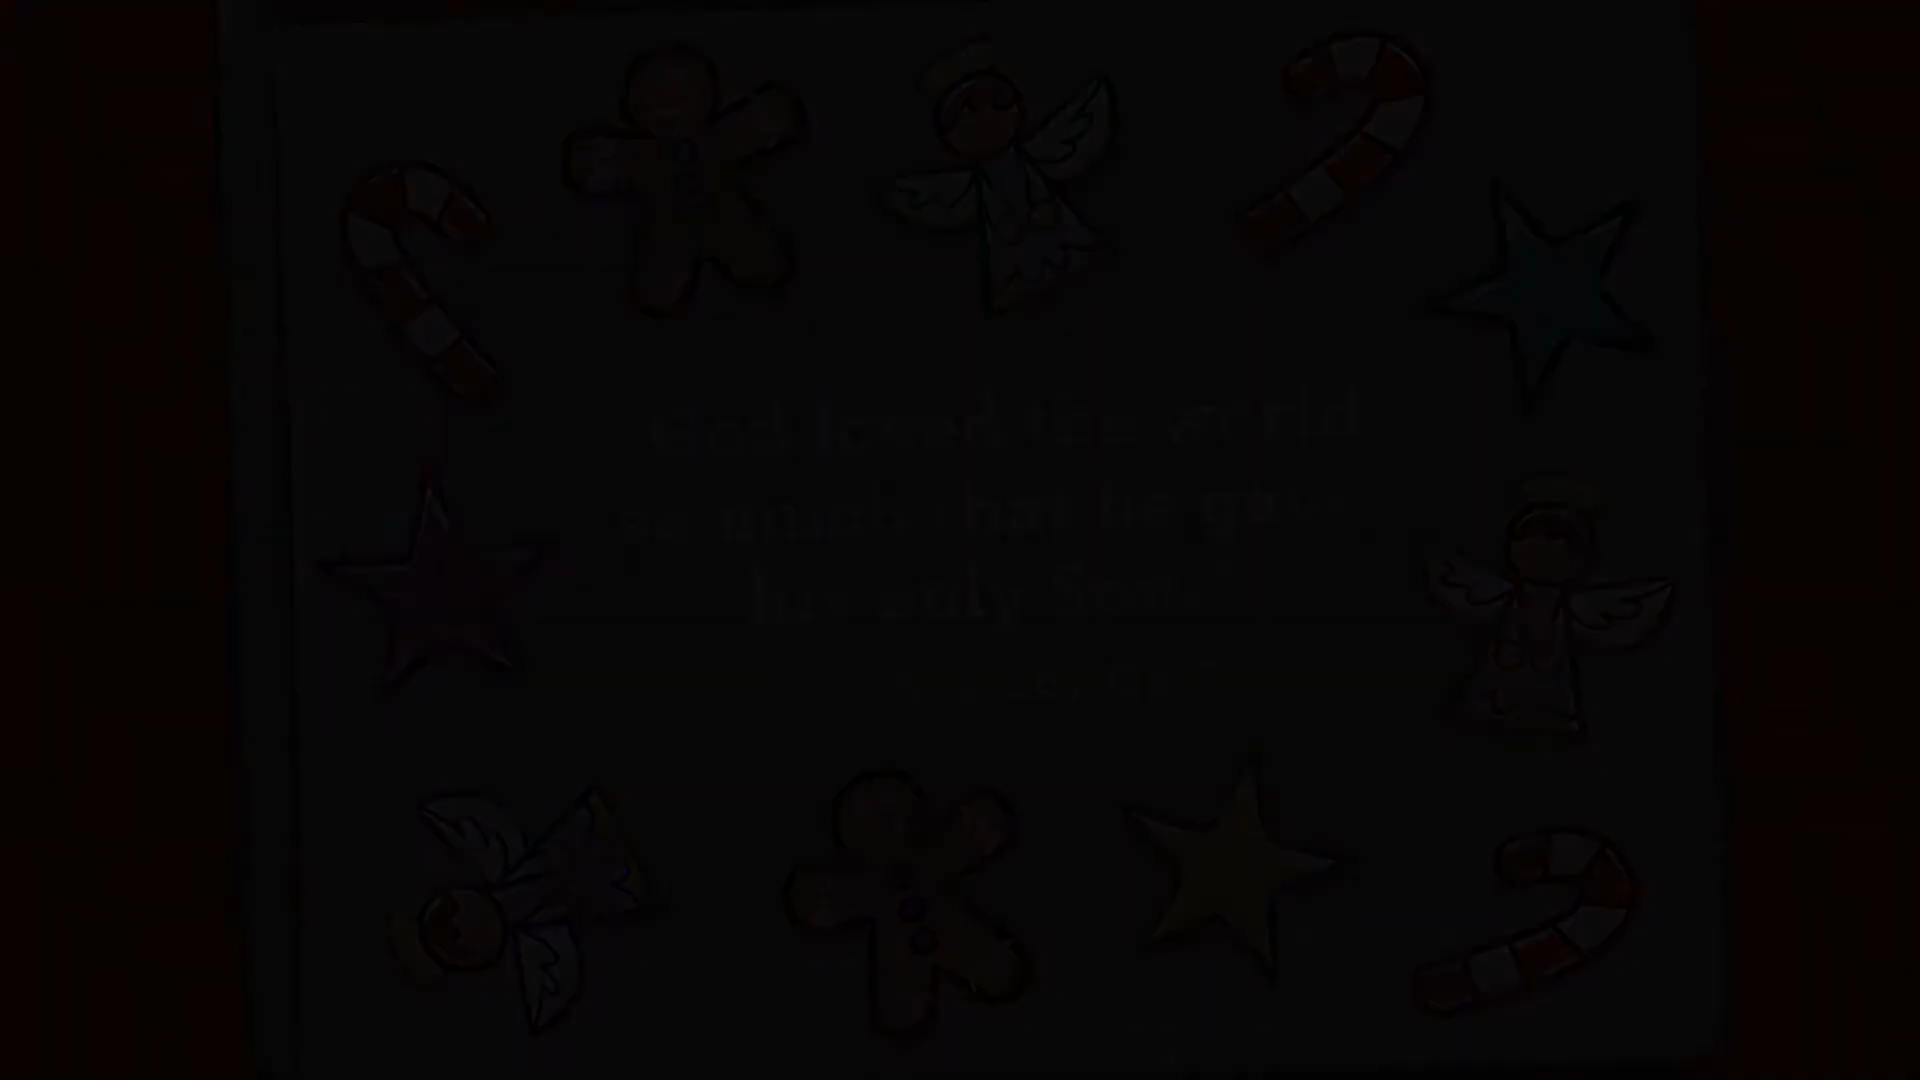 "God loved the world
so much that he gave
his only Son."